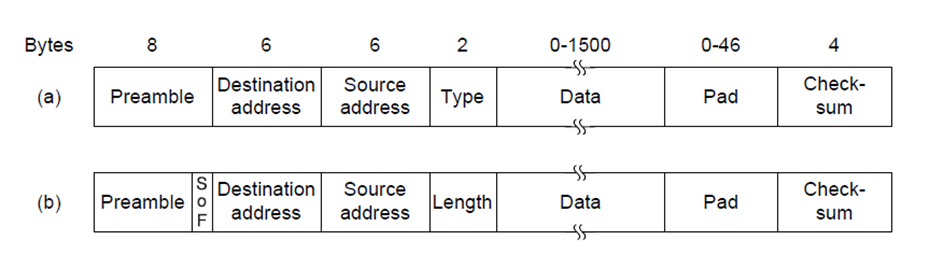 Bytes 8 6 6 2 0-1500 0-46 4
(a) Preamble Destination address Source address Type Data Pad Check-sum
(b) Preamble SoF Destination address Source address Length Data Pad Check-sum